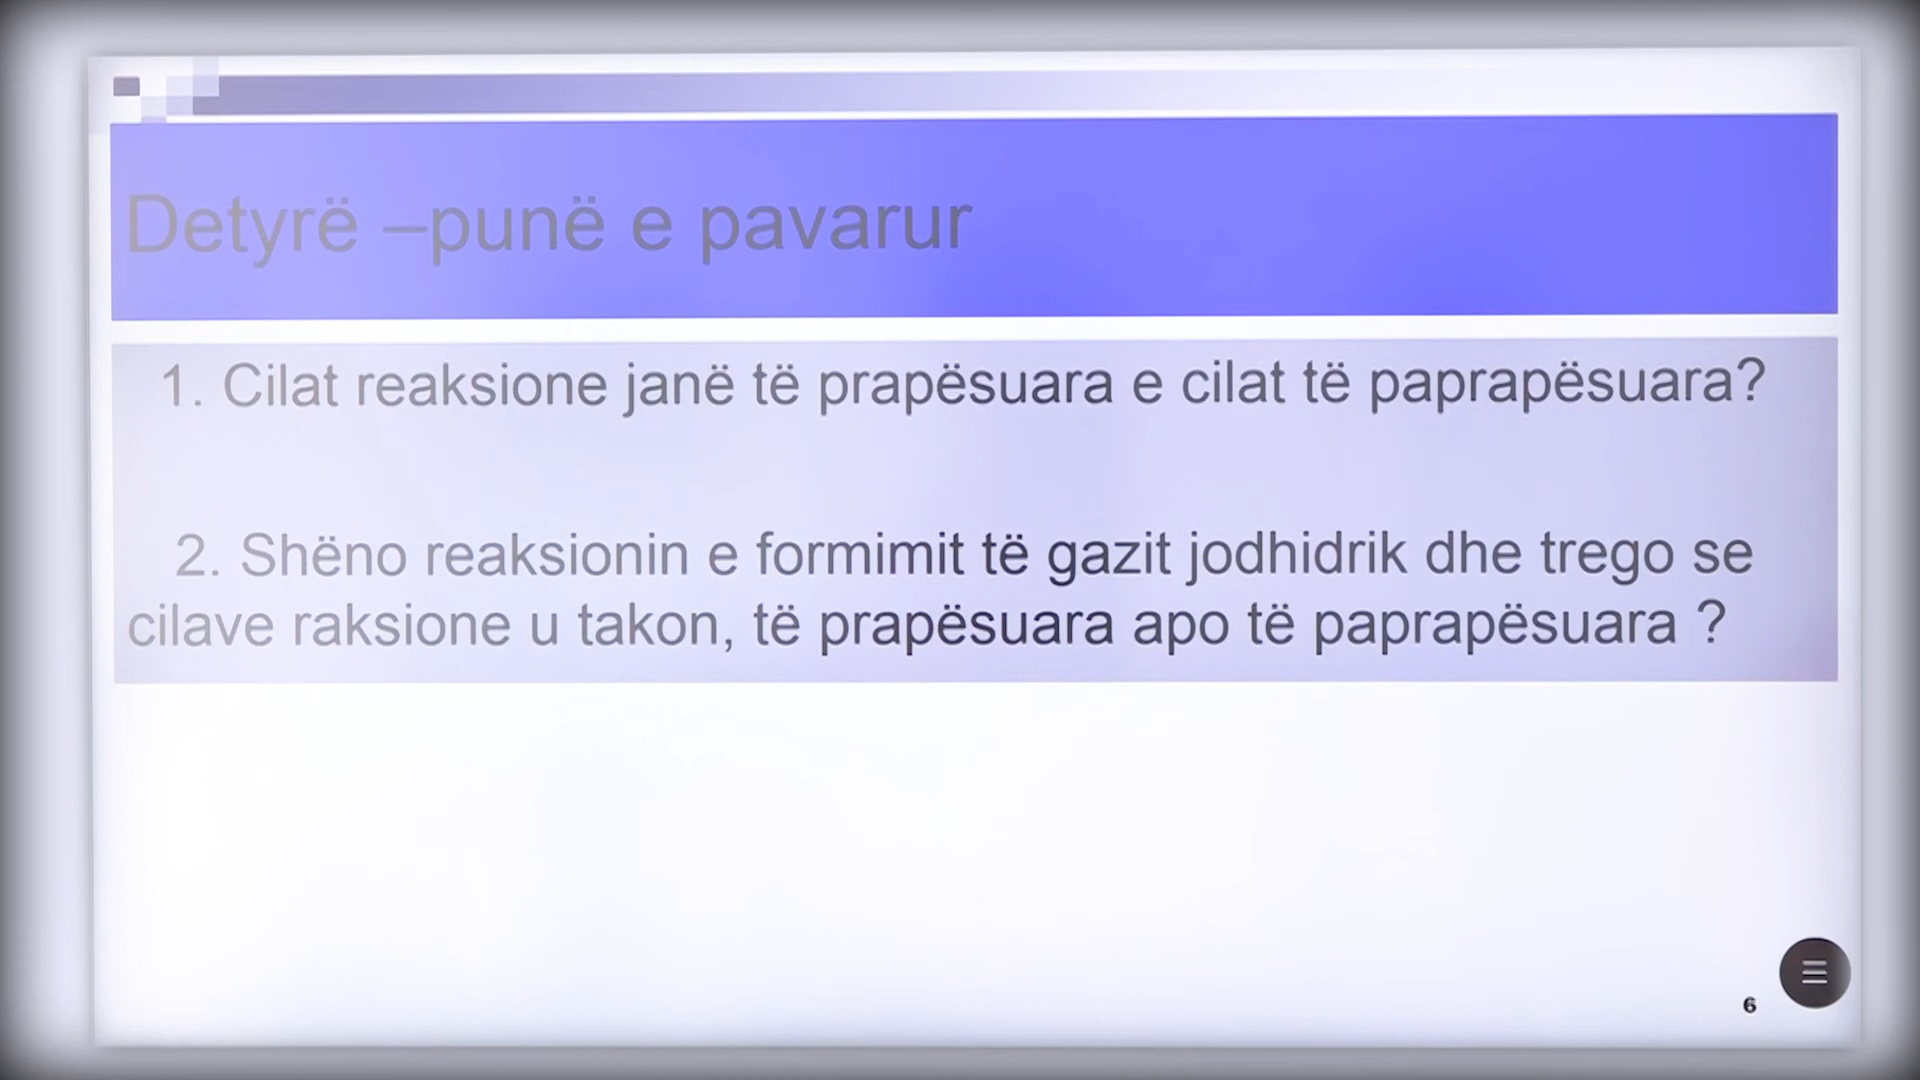 Detyrë –punë e pavarur
1. Cilat reaksione janë të prapësuara e cilat të paprapësuara?
2. Shëno reaksionin e formimit të gazit jodhidrik dhe trego se
cilave raksione u takon, të prapësuara apo të paprapësuara ?
6